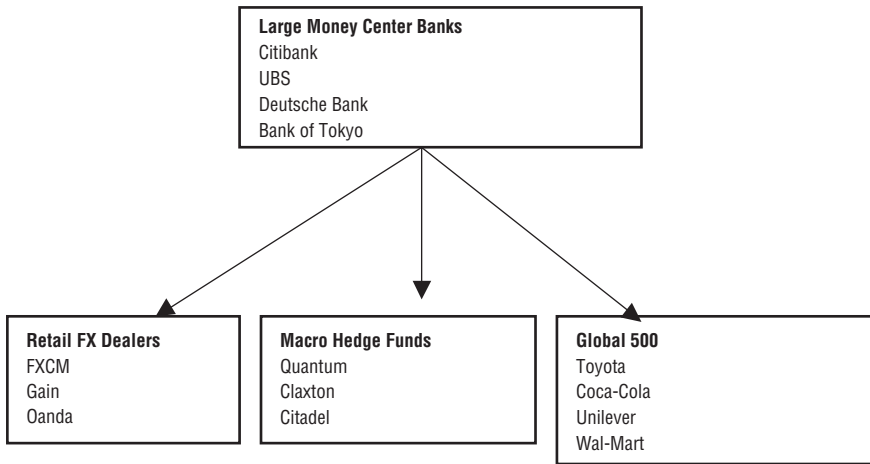 Large Money Center Banks
Citibank
UBS
Deutsche Bank
Bank of Tokyo
Retail FX Dealers
FXCM
Gain
Oanda
Macro Hedge Funds
Quantum
Claxton
Citadel
Global 500
Toyota
Coca-Cola
Unilever
Wal-Mart